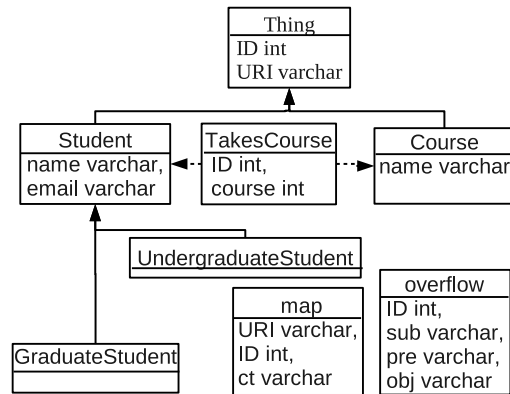 Thing
ID int
URI varchar
Student
name varchar,
email varchar
TakesCourse
ID int,
course int
Course
name varchar
UndergraduateStudent
GraduateStudent
map
URI varchar,
ID int,
ct varchar
overflow
ID int,
sub varchar,
pre varchar,
obj varchar